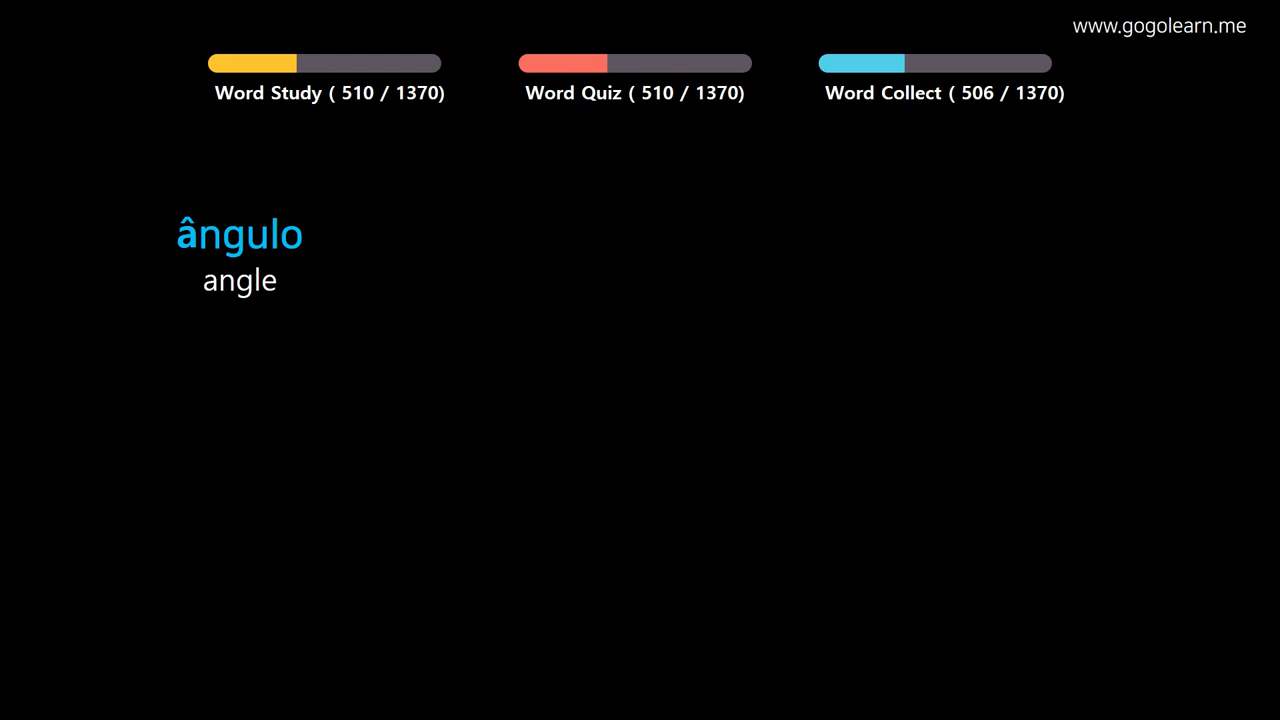 www.gogolearn.me
Word Study ( 510 / 1370)
Word Quiz ( 510 / 1370)
Word Collect ( 506 / 1370)
ângulo
angle